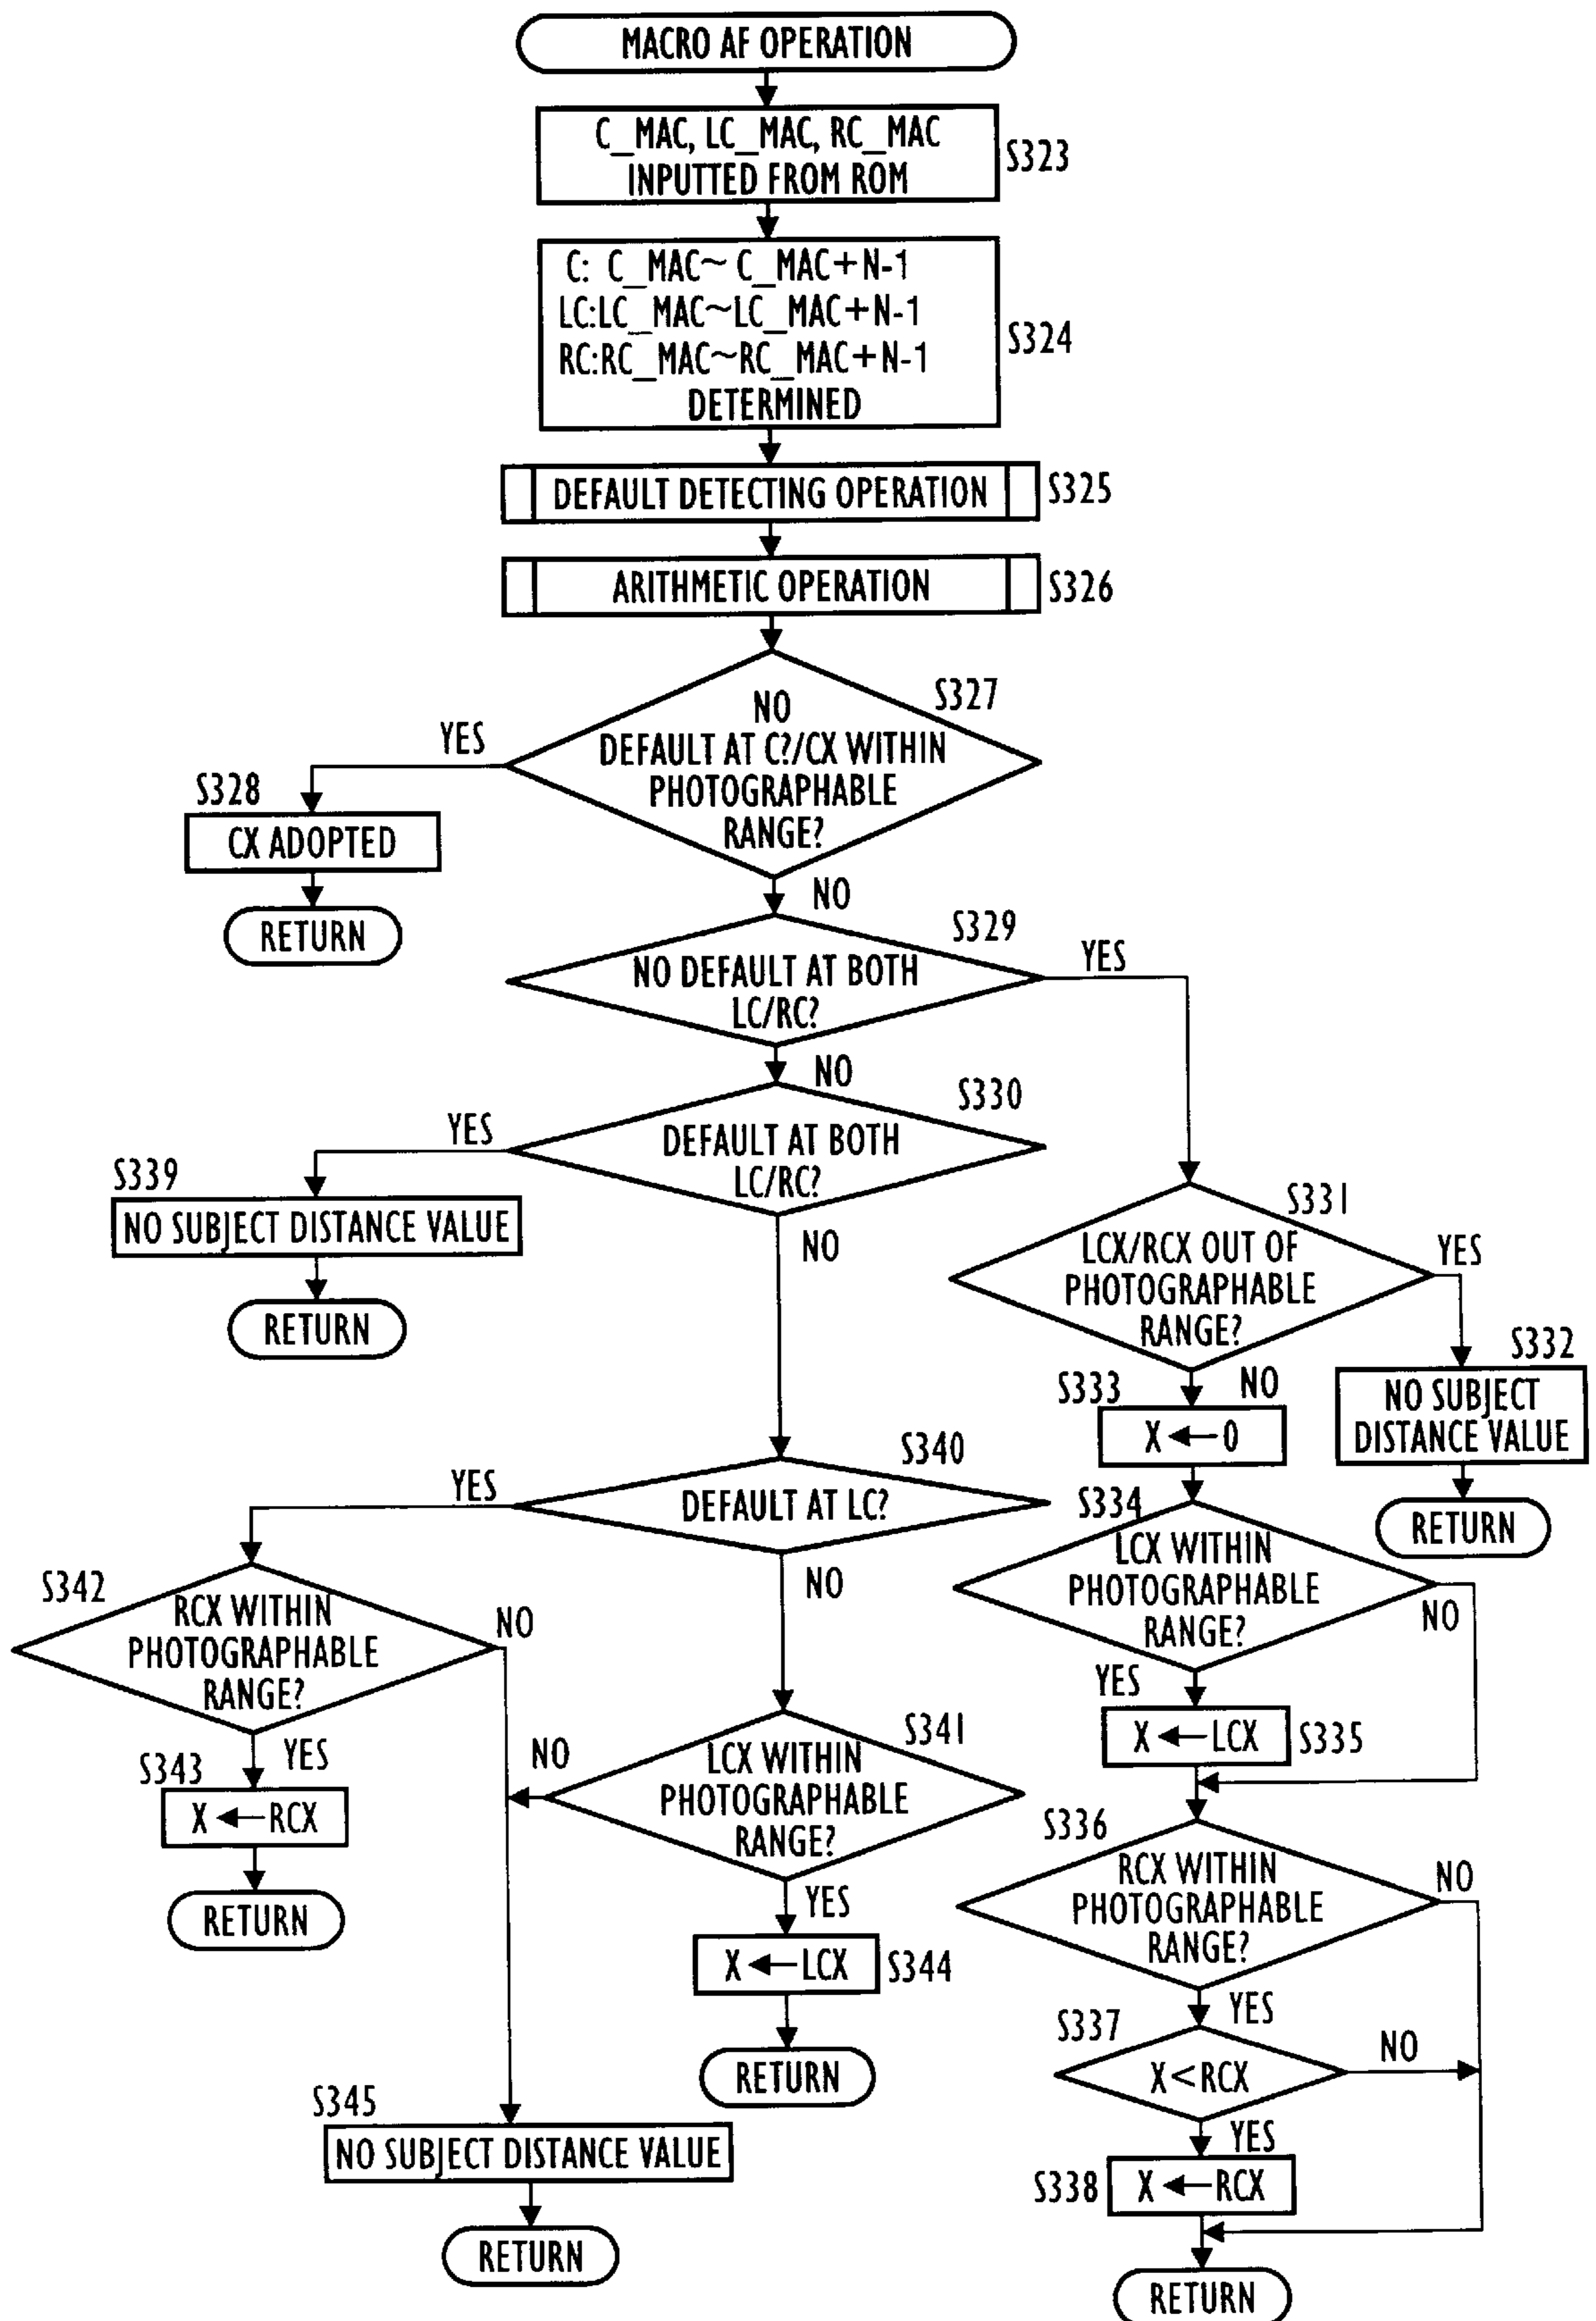 MACRO AF OPERATION
C_MAC, LC_MAC, RC_MAC
INPUTTED FROM ROM
S323
C: C_MAC~ C_MAC+N-1
LC:LC_MAC~LC_MAC+N-1
RC:RC_MAC~RC_MAC+N-1
DETERMINED
S324
DEFAULT DETECTING OPERATION
S325
ARITHMETIC OPERATION
S326
S327
NO
DEFAULT AT C?/CX WITHIN
PHOTOGRAPHABLE
RANGE?
YES
S328
CX ADOPTED
RETURN
NO
S329
NO DEFAULT AT BOTH
LC/RC?
YES
NO
S330
DEFAULT AT BOTH
LC/RC?
YES
S339
NO SUBJECT DISTANCE VALUE
RETURN
NO
S331
LCX/RCX OUT OF
PHOTOGRAPHABLE
RANGE?
YES
S332
NO SUBJECT
DISTANCE VALUE
RETURN
S333
NO
X←0
S334
LCX WITHIN
PHOTOGRAPHABLE
RANGE?
NO
YES
X←LCX
S335
S336
RCX WITHIN
PHOTOGRAPHABLE
RANGE?
NO
YES
S337
X<RCX
NO
YES
S338
X←RCX
RETURN
S340
DEFAULT AT LC?
YES
NO
S342
RCX WITHIN
PHOTOGRAPHABLE
RANGE?
NO
YES
S343
X←RCX
RETURN
S341
LCX WITHIN
PHOTOGRAPHABLE
RANGE?
NO
YES
X←LCX
S344
RETURN
S345
NO SUBJECT DISTANCE VALUE
RETURN